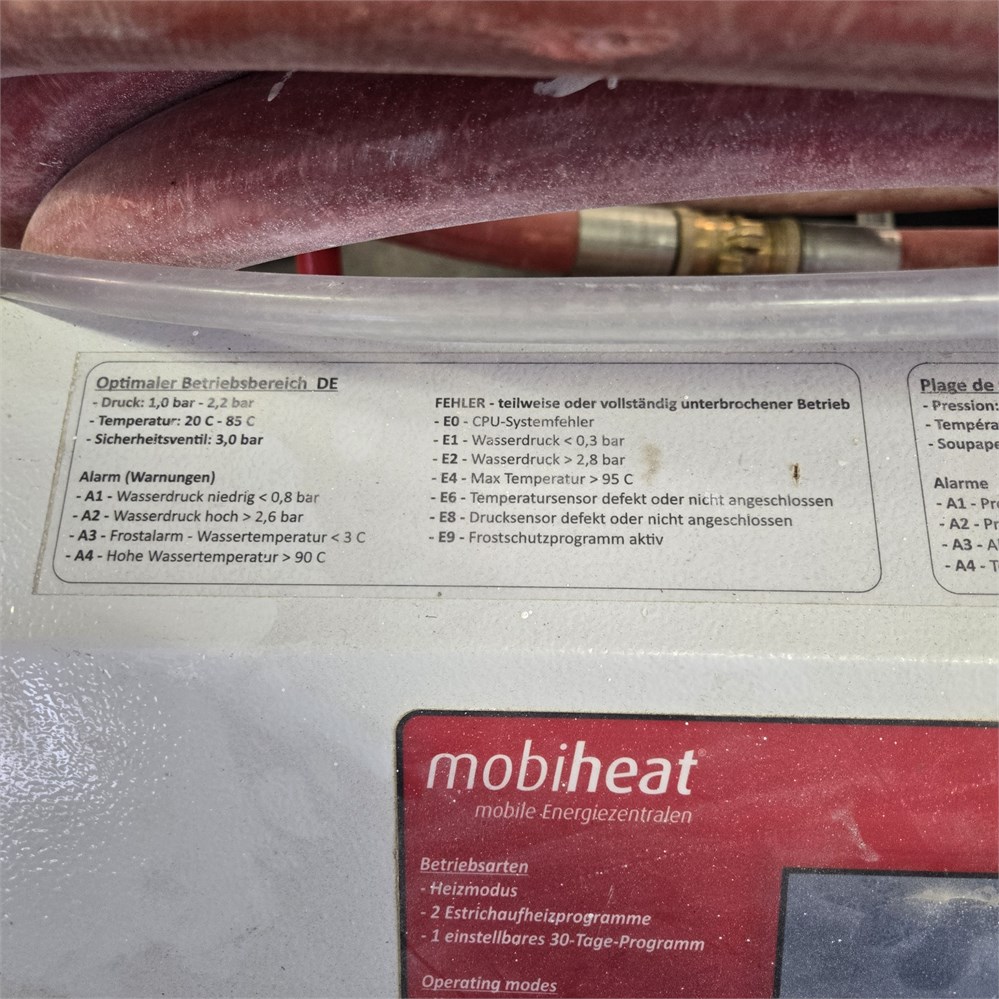 Optimaler Betriebsbereich DE
- Druck: 1,0 bar - 2,2 bar
- Temperatur: 20 C - 85 C
- Sicherheitsventil: 3,0 bar
Alarm (Warnungen)
- A1 - Wasserdruck niedrig < 0,8 bar
- A2 - Wasserdruck hoch > 2,6 bar
- A3 - Frostalarm - Wassertemperatur < 3 C
- A4 - Hohe Wassertemperatur > 90 C
FEHLER - teilweise oder vollständig unterbrochener Betrieb
- E0 - CPU-Systemfehler
- E1 - Wasserdruck < 0,3 bar
- E2 - Wasserdruck > 2,8 bar
- E4 - Max Temperatur > 95 C
- E6 - Temperatursensor defekt oder nicht angeschlossen
- E8 - Drucksensor defekt oder nicht angeschlossen
- E9 - Frostschutzprogramm aktiv
Plage de
- Pression:
- Tempéra
- Soupape
Alarme
- A1 - Pr
- A2 - Pr
- A3 - A
- A4 - T
mobiheat
mobile Energiezentralen
Betriebsarten
- Heizmodus
- 2 Estrichaufheizprogramme
- 1 einstellbares 30-Tage-Programm
Operating modes